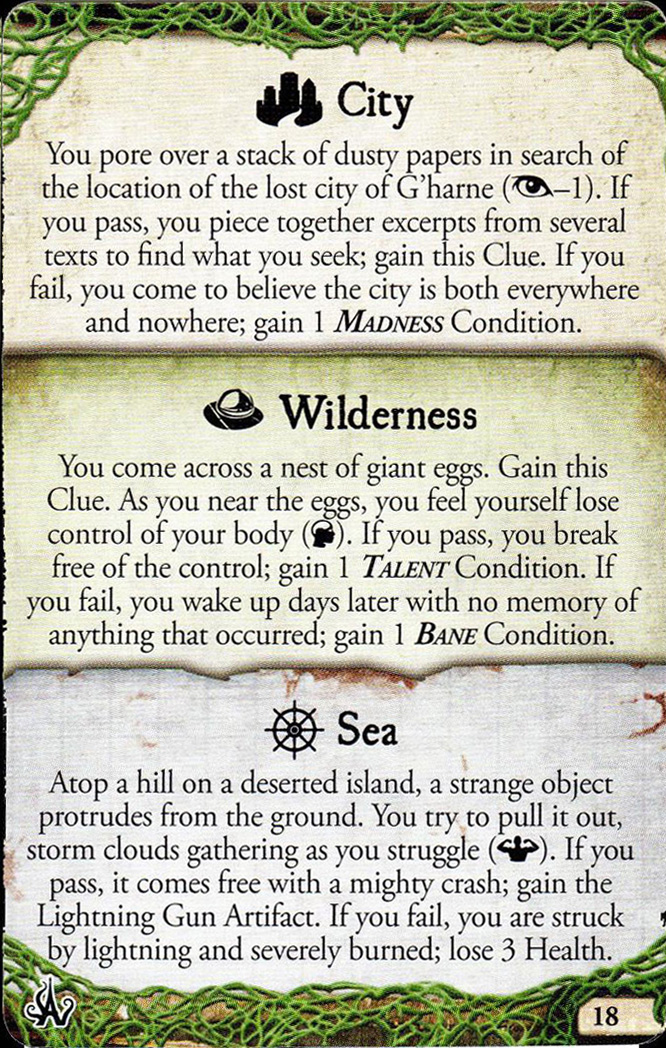 City
You pore over a stack of dusty papers in search of
the location of the lost city of G'harne (–1). If
you pass, you piece together excerpts from several
texts to find what you seek; gain this Clue. If you
fail, you come to believe the city is both everywhere
and nowhere; gain 1 MADNESS Condition.
Wilderness
You come across a nest of giant eggs. Gain this
Clue. As you near the eggs, you feel yourself lose
control of your body (). If you pass, you break
free of the control; gain 1 TALENT Condition. If
you fail, you wake up days later with no memory of
anything that occurred; gain 1 BANE Condition.
Sea
Atop a hill on a deserted island, a strange object
protrudes from the ground. You try to pull it out,
storm clouds gathering as you struggle (). If you
pass, it comes free with a mighty crash; gain the
Lightning Gun Artifact. If you fail, you are struck
by lightning and severely burned; lose 3 Health.
18